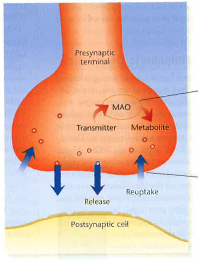 Presynaptic
terminal
MAO
Transmitter
Metabolite
Reuptake
Release
Postsynaptic cell